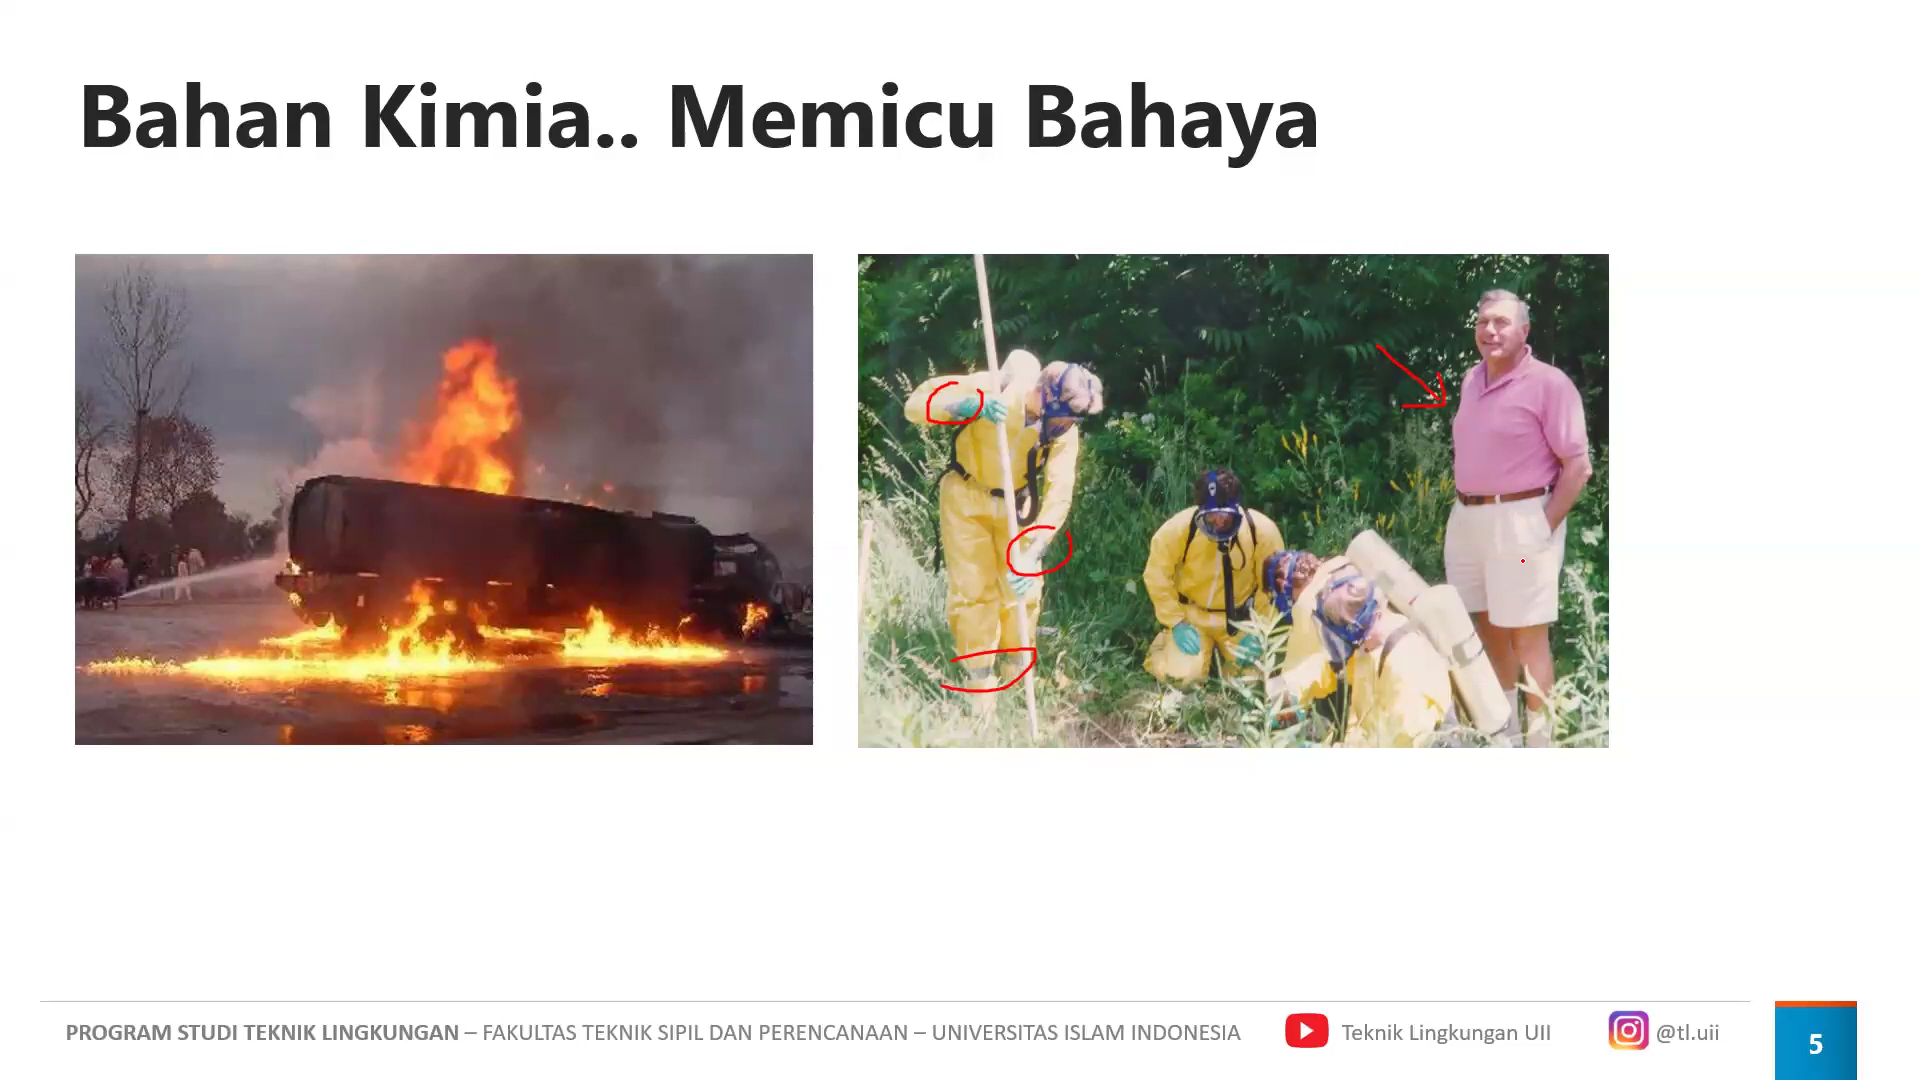 Bahan Kimia.. Memicu Bahaya
PROGRAM STUDI TEKNIK LINGKUNGAN – FAKULTAS TEKNIK SIPIL DAN PERENCANAAN – UNIVERSITAS ISLAM INDONESIA
Teknik Lingkungan UII
@tl.uii
5